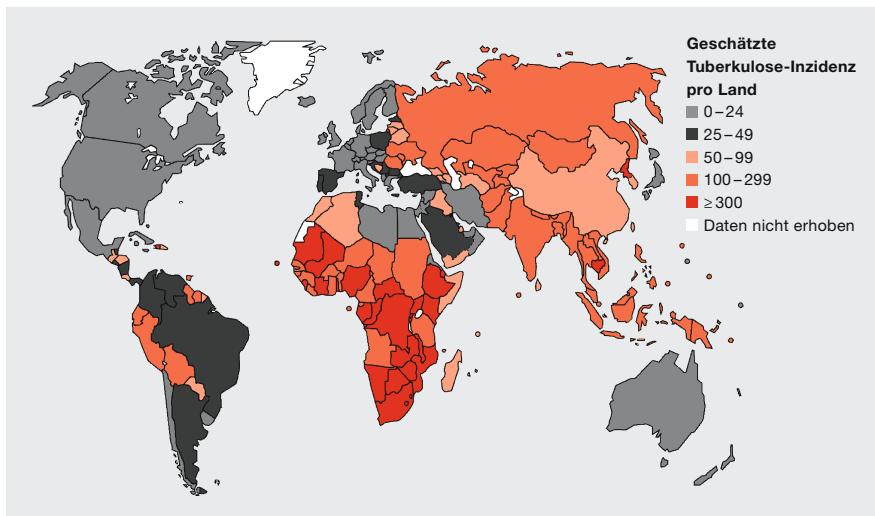 Geschätzte
Tuberkulose-Inzidenz
pro Land
0–24
25–49
50–99
100–299
≥ 300
Daten nicht erhoben